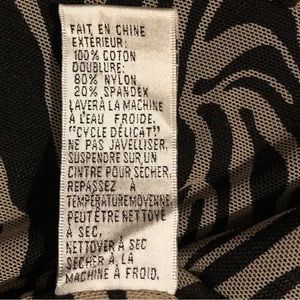 FAIT EN CHINE
EXTÉRIEUR:
100% COTON
DOUBLURE:
80% NYLON
20% SPANDEX
LAVER À LA MACHINE
À L'EAU FROIDE.
"CYCLE DÉLICAT"
NE PAS JAVELLISER.
SUSPENDRE SUR UN
CINTRE POUR SÉCHER.
REPASSEZ À
TEMPÉRATURE MOYENNE.
PEUT ÊTRE NETTOYÉ
À SEC,
NETTOYER À SEC
SÉCHER À LA
MACHINE À FROID.